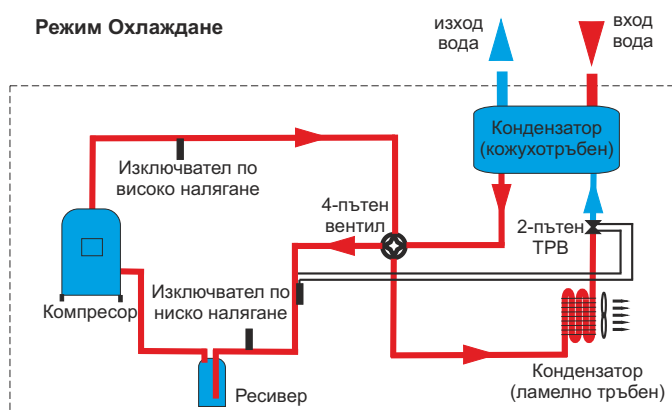 Режим Охлаждане
изход
вода
вход
вода
Кондензатор
(кожухотръбен)
Изключвател по
високо налягане
4-пътен
вентил
2-пътен
ТРВ
Компресор
Изключвател по
ниско налягане
Ресивер
Кондензатор
(ламелно тръбен)